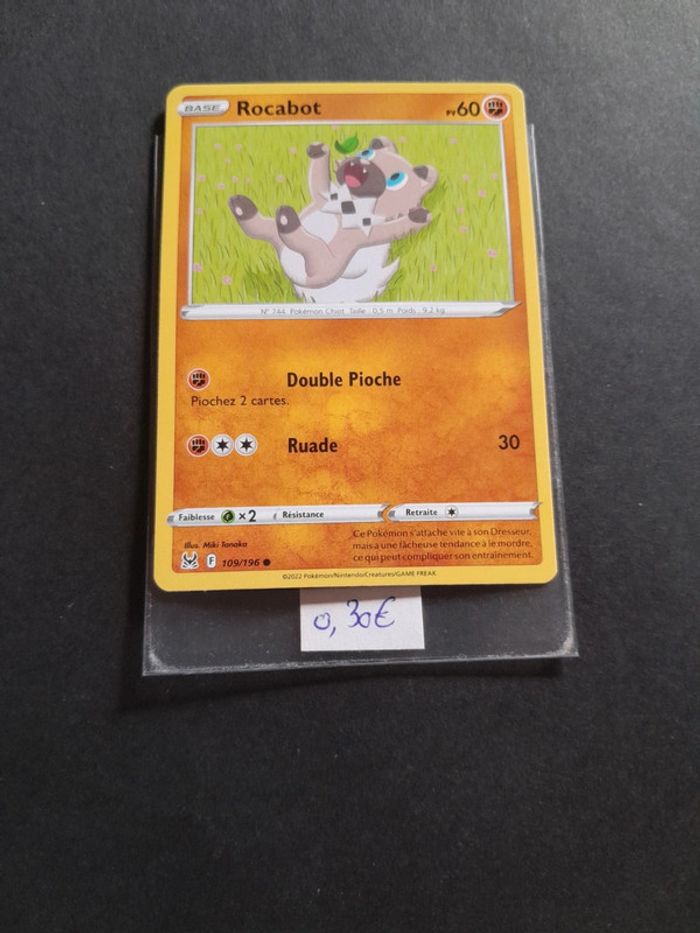 BASE Rocabot PV 60
N° 744 Pokémon Chiot Taille : 0,5 m Poids : 9,2 kg
Double Pioche
Piochez 2 cartes.
Ruade 30
Faiblesse ×2 Résistance Retraite
Ce Pokémon s'attache vite à son Dresseur,
mais a une fâcheuse tendance à le mordre,
ce qui peut compliquer son entraînement.
Illus. Miki Tanaka
F 109/196
©2022 Pokémon/Nintendo/Creatures/GAME FREAK
0,30€